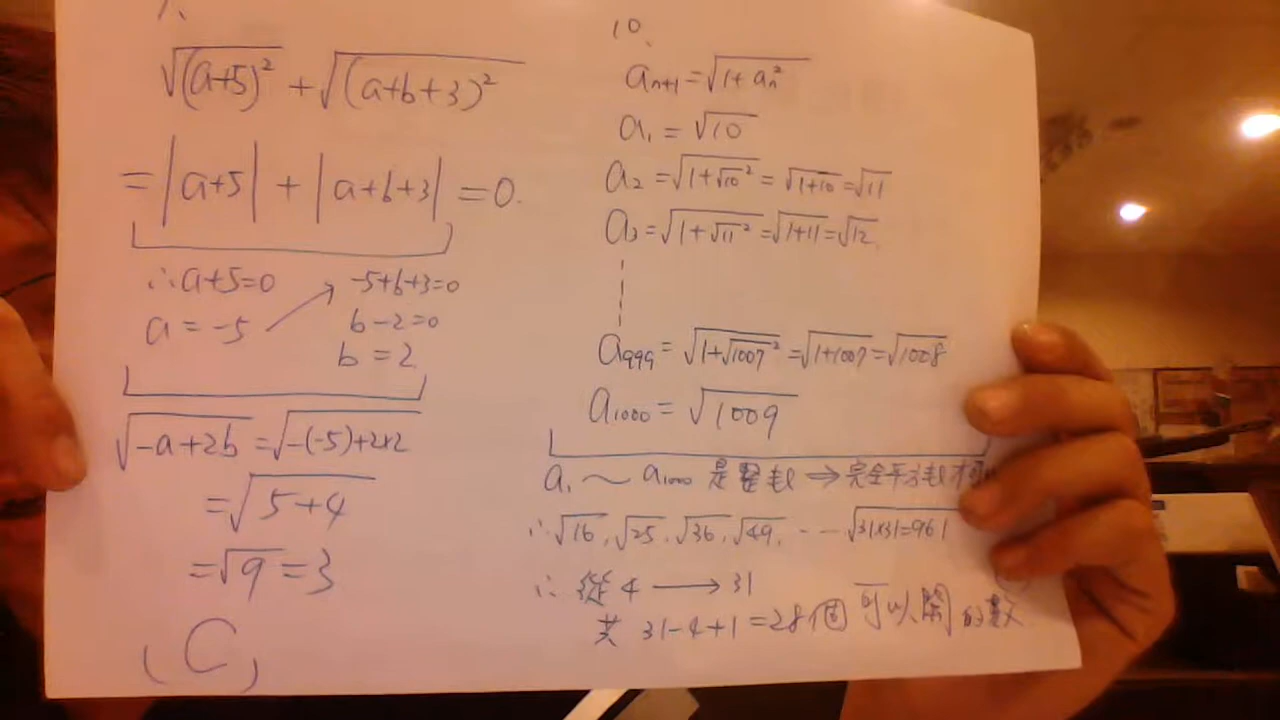 √(a+5)² + √(a+b+3)²
= |a+5| + |a+b+3| = 0.
∴a+5=0
a = -5
-5+b+3=0
b-2=0
b = 2
√-a+2b = √-(-5)+2×2
= √5+4
= √9 = 3
(C)
10、
aₙ₊₁ = √1+aₙ²
a₁ = √10
a₂ = √1+√10² = √1+10 = √11
a₃ = √1+√11² = √1+11 = √12
a₉₉₉ = √1+√1007² = √1+1007 = √1008
a₁₀₀₀ = √1009
a₁ ～ a₁₀₀₀ 是整數 → 完全平方數才可
∴√16, √25, √36, √49, ... √31×31=961
∴ 從 4 → 31
共 31-4+1=28個 可以開的數